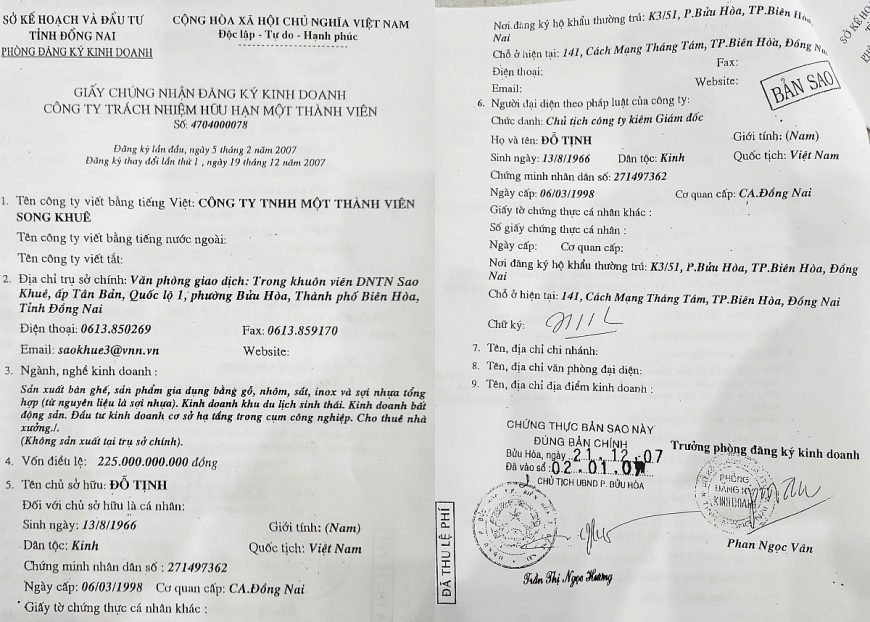 SỞ KẾ HOẠCH VÀ ĐẦU TƯ
TỈNH ĐỒNG NAI
PHÒNG ĐĂNG KÝ KINH DOANH
CỘNG HÒA XÃ HỘI CHỦ NGHĨA VIỆT NAM
Độc lập - Tự do - Hạnh phúc
GIẤY CHỨNG NHẬN ĐĂNG KÝ KINH DOANH
CÔNG TY TRÁCH NHIỆM HỮU HẠN MỘT THÀNH VIÊN
Số: 4704000078
Đăng ký lần đầu, ngày 5 tháng 2 năm 2007
Đăng ký thay đổi lần thứ 1 , ngày 19 tháng 12 năm 2007
1. Tên công ty viết bằng tiếng Việt: CÔNG TY TNHH MỘT THÀNH VIÊN
SONG KHUÊ
Tên công ty viết bằng tiếng nước ngoài:
Tên công ty viết tắt:
2. Địa chỉ trụ sở chính: Văn phòng giao dịch: Trong khuôn viên DNTN Sao
Khuê, ấp Tân Bản, Quốc lộ 1, phường Bửu Hòa, Thành phố Biên Hòa,
Tỉnh Đồng Nai
Điện thoại: 0613.850269 Fax: 0613.859170
Email: saokhue3@vnn.vn Website:
3. Ngành, nghề kinh doanh :
Sản xuất bàn ghế, sản phẩm gia dụng bằng gỗ, nhôm, sắt, inox và sợi nhựa tổng
hợp (từ nguyên liệu là sợi nhựa). Kinh doanh khu du lịch sinh thái. Kinh doanh bất
động sản. Đầu tư kinh doanh cơ sở hạ tầng trong cụm công nghiệp. Cho thuê nhà
xưởng./.
(Không sản xuất tại trụ sở chính).
4. Vốn điều lệ: 225.000.000.000 đồng
5. Tên chủ sở hữu: ĐỖ TỊNH
Đối với chủ sở hữu là cá nhân:
Sinh ngày: 13/8/1966 Giới tính: (Nam)
Dân tộc: Kinh Quốc tịch: Việt Nam
Chứng minh nhân dân số : 271497362
Ngày cấp: 06/03/1998 Cơ quan cấp: CA.Đồng Nai
Giấy tờ chứng thực cá nhân khác :
Nơi đăng ký hộ khẩu thường trú: K3/51, P.Bửu Hòa, TP.Biên Hòa,
Nai
Chỗ ở hiện tại: 141, Cách Mạng Tháng Tám, TP.Biên Hòa, Đồng
Điện thoại: Fax:
Email: Website:
BẢN SAO
6. Người đại diện theo pháp luật của công ty:
Chức danh: Chủ tịch công ty kiêm Giám đốc
Họ và tên: ĐỖ TỊNH Giới tính: (Nam)
Sinh ngày: 13/8/1966 Dân tộc: Kinh Quốc tịch: Việt Nam
Chứng minh nhân dân số: 271497362
Ngày cấp: 06/03/1998 Cơ quan cấp: CA.Đồng Nai
Giấy tờ chứng thực cá nhân khác :
Số giấy chứng thực cá nhân :
Ngày cấp: Cơ quan cấp:
Nơi đăng ký hộ khẩu thường trú: K3/51, P.Bửu Hòa, TP.Biên Hòa, Đồng
Nai
Chỗ ở hiện tại: 141, Cách Mạng Tháng Tám, TP.Biên Hòa, Đồng Nai
Chữ ký:
7. Tên, địa chỉ chi nhánh:
8. Tên, địa chỉ văn phòng đại diện:
9. Tên, địa chỉ địa điểm kinh doanh :
CHỨNG THỰC BẢN SAO NÀY
ĐÚNG BẢN CHÍNH
Bửu Hòa, ngày 21.12.07
Đã vào sổ : 02.01.07
CHỦ TỊCH UBND P. BỬU HÒA
Trưởng phòng đăng ký kinh doanh
PHÒNG
ĐĂNG KÝ
KINH DOANH
Phan Ngọc Vân
Trần Thị Ngọc Hương
ĐÃ THU LỆ PHÍ